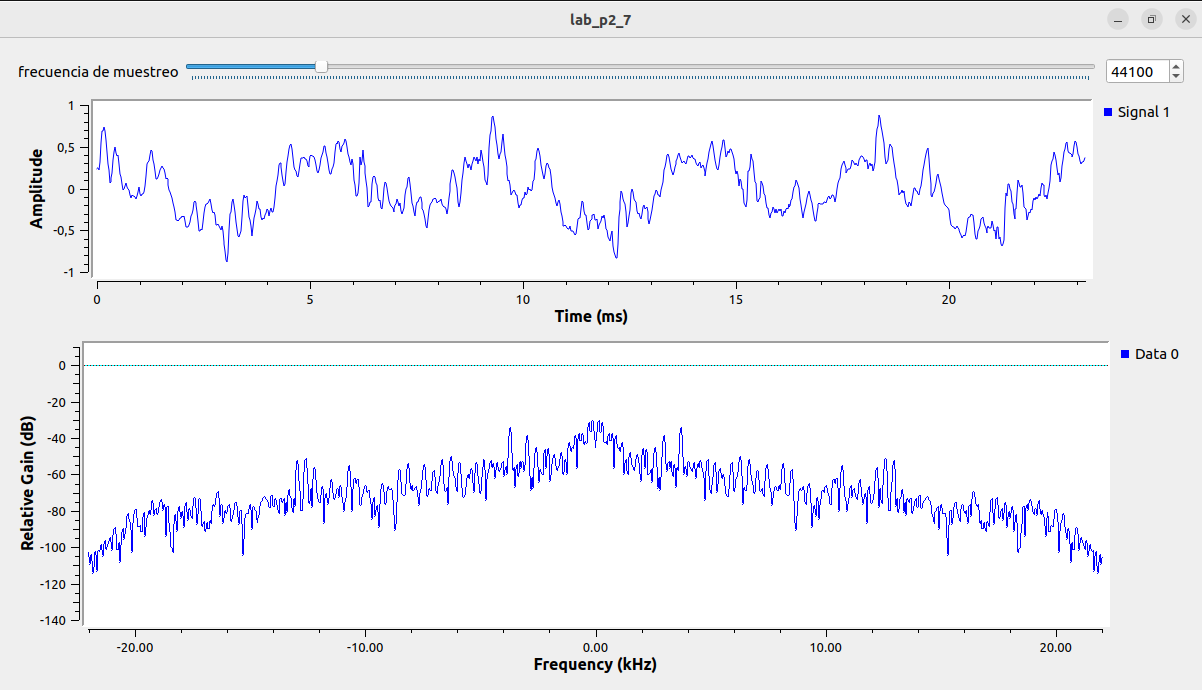 lab_p2_7
frecuencia de muestreo
44100
1
0,5
0
-0,5
-1
Amplitude
Signal 1
0 5 10 15 20
Time (ms)
0
-20
-40
-60
-80
-100
-120
-140
Relative Gain (dB)
Data 0
-20.00 -10.00 0.00 10.00 20.00
Frequency (kHz)